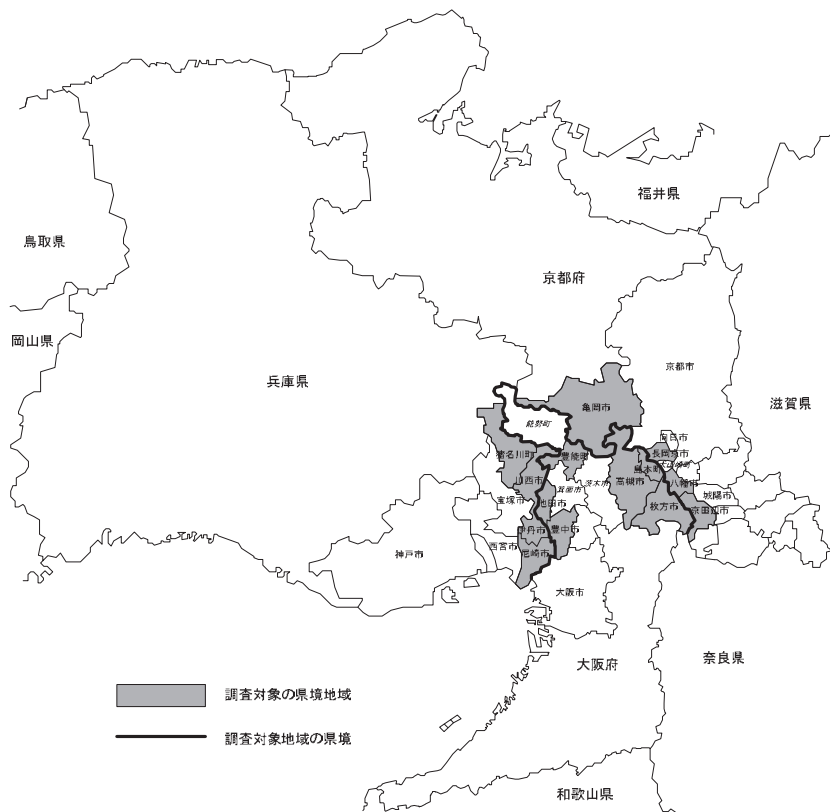 福井県
鳥取県
京都府
岡山県
京都市
兵庫県
滋賀県
亀岡市
能勢町
向日市
猪名川町
豊能町
長岡京市
大山崎町
島本町
川西市
高槻市
八幡市
箕面市
茨木市
宝塚市
池田市
城陽市
枚方市
京田辺市
伊丹市
豊中市
西宮市
尼崎市
神戸市
大阪市
大阪府
奈良県
調査対象の県境地域
調査対象地域の県境
和歌山県